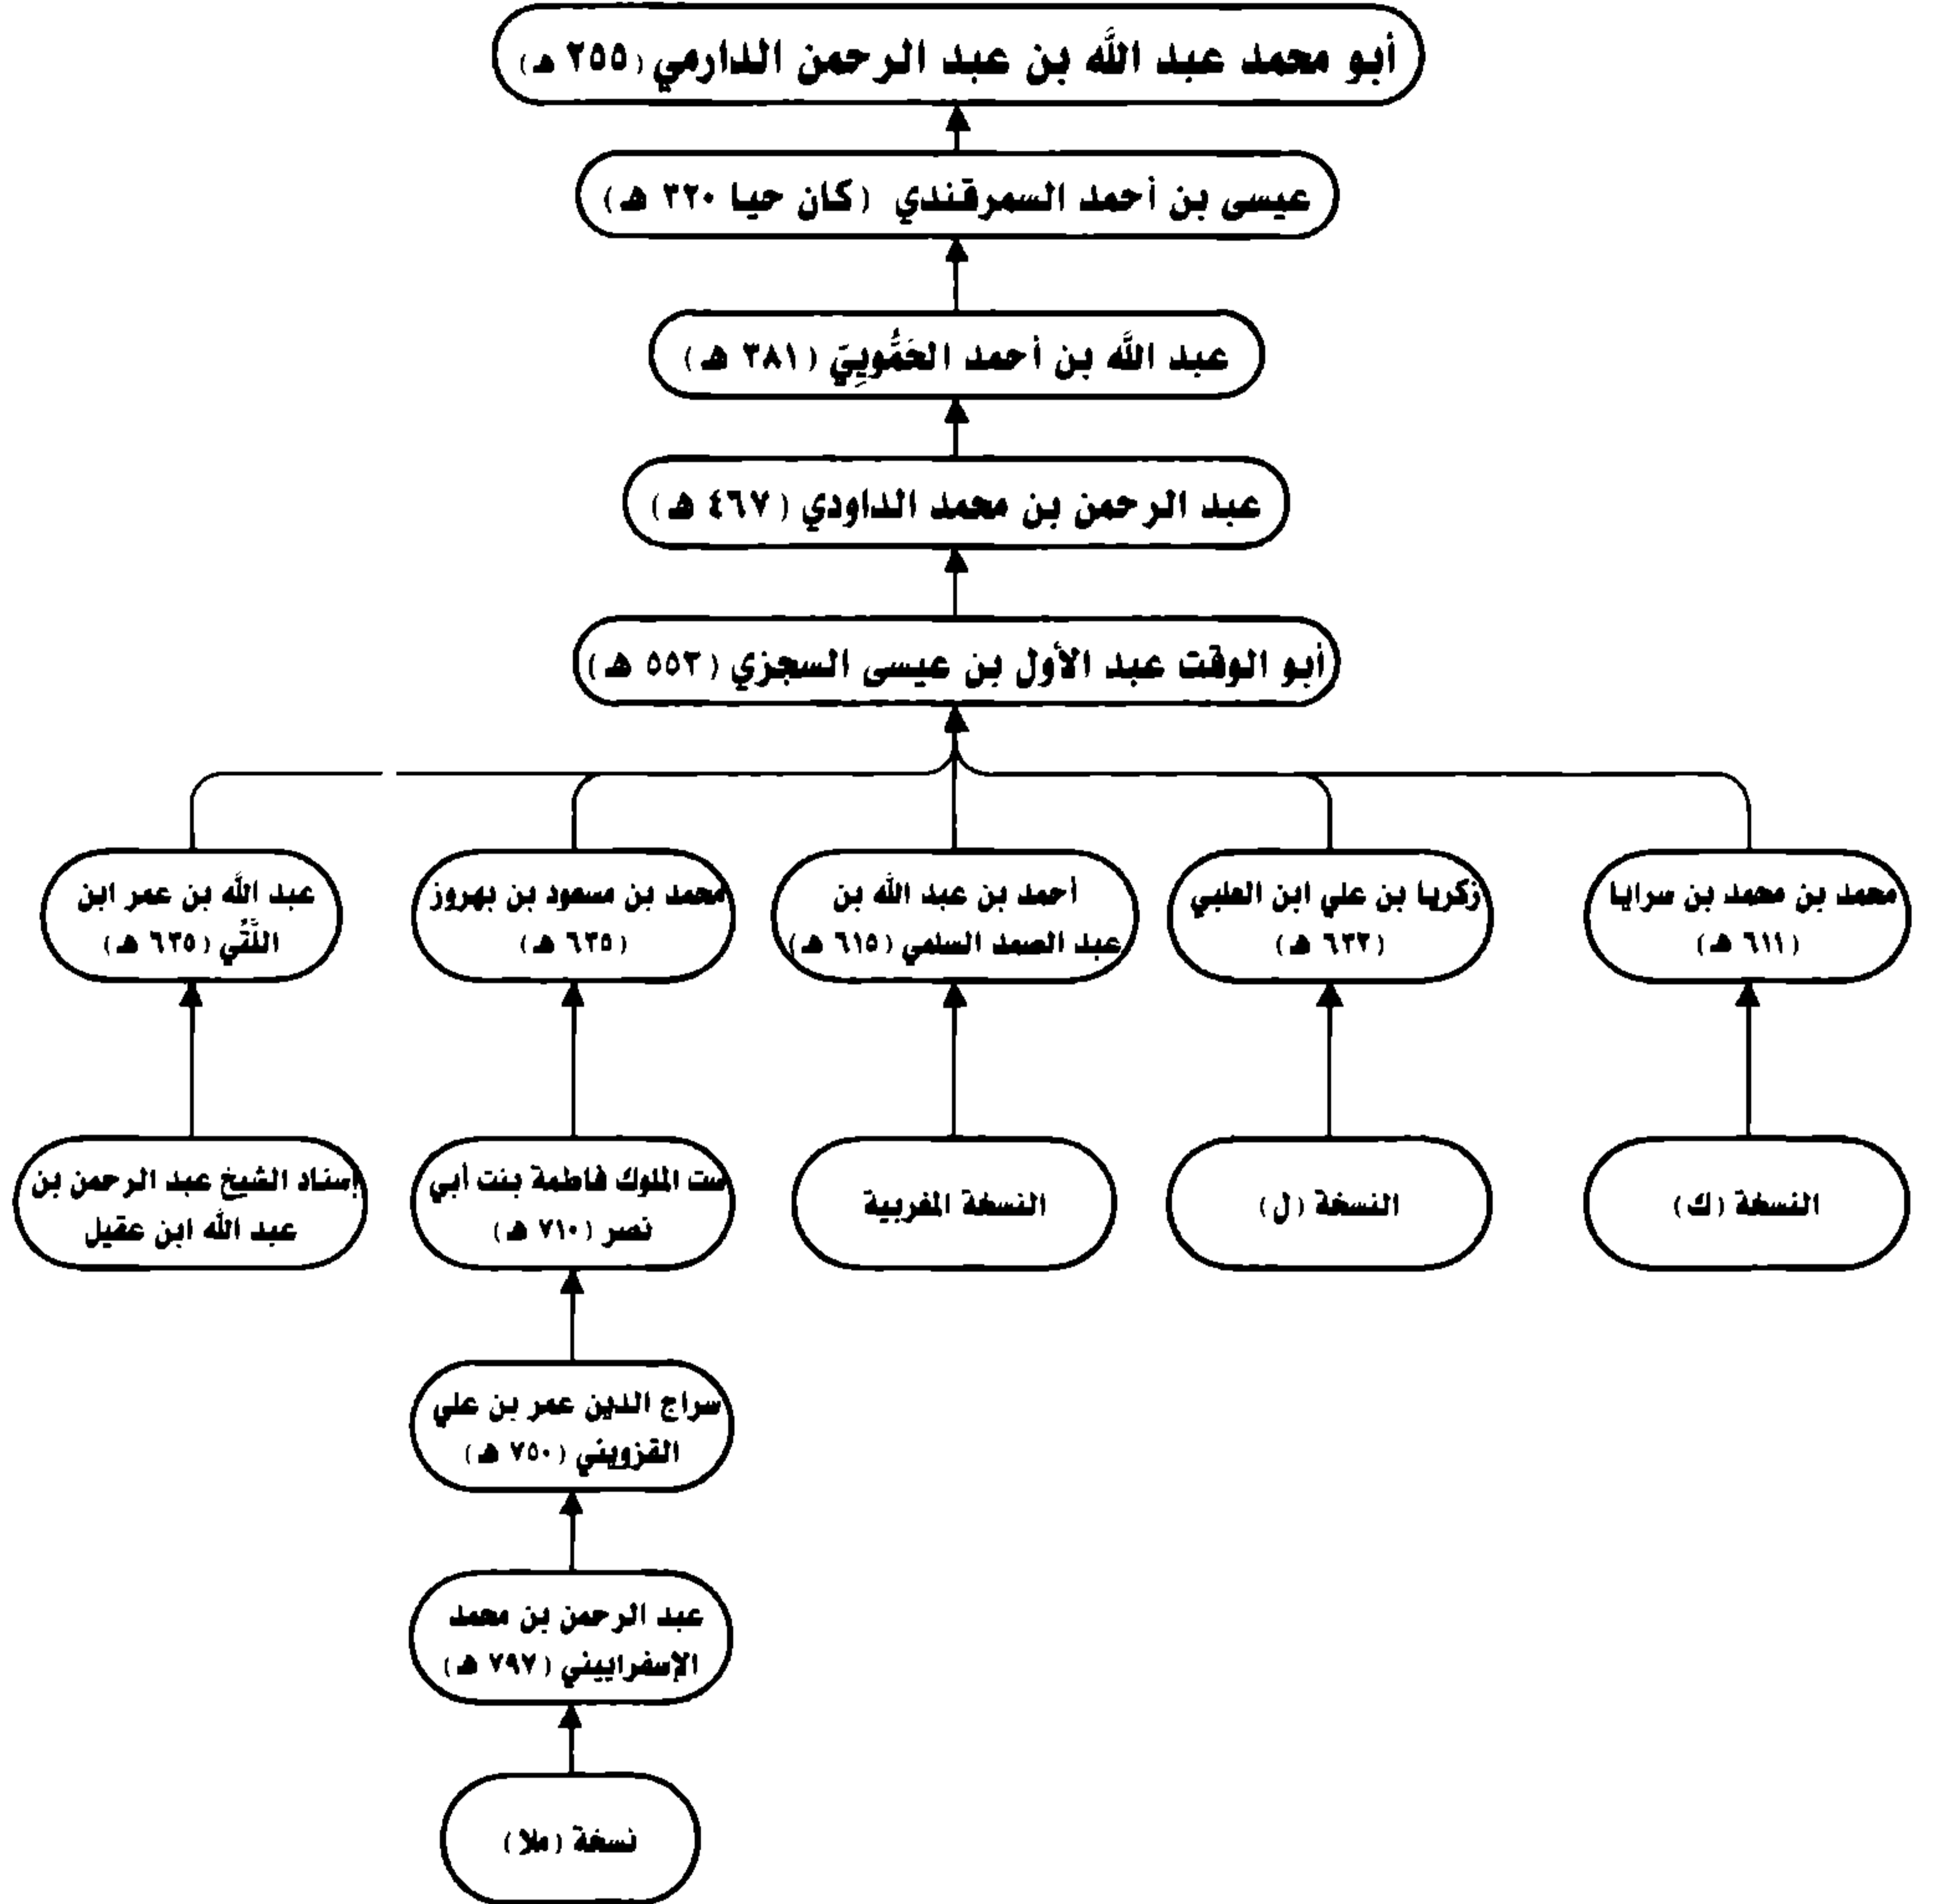 أبو محمد عبد الله بن عبد الرحمن الدارمي (٢٥٥ هـ)
عيسى بن أحمد السمرقندي (كان حيا ٣٢٠ هـ)
عبد الله بن أحمد الحَمُّويِيّ (٣٨١ هـ)
عبد الرحمن بن محمد الداودي (٤٦٧ هـ)
أبو الوقت عبد الأول بن عيسى السجزي (٥٥٣ هـ)
محمد بن محمد بن سرايا
(٦١١ هـ)
زكريا بن علي ابن العلبي
(٦٣٢ هـ)
أحمد بن عبد الله بن
عبد الصمد السلمي (٦١٥ هـ)
محمد بن مسعود بن بهروز
(٦٣٥ هـ)
عبد الله بن عمر ابن
اللَّتِّي (٦٣٥ هـ)
النسخة (ك)
النسخة (ل)
النسخة المغربية
ست الملوك فاطمة بنت أبي
نصر (٧١٠ هـ)
إسناد الشيخ عبد الرحمن بن
عبد الله ابن عقيل
سراج الدين عمر بن علي
القزويني (٧٥٠ هـ)
عبد الرحمن بن محمد
الإسفراييني (٧٩٧ هـ)
نسخة (ملا)